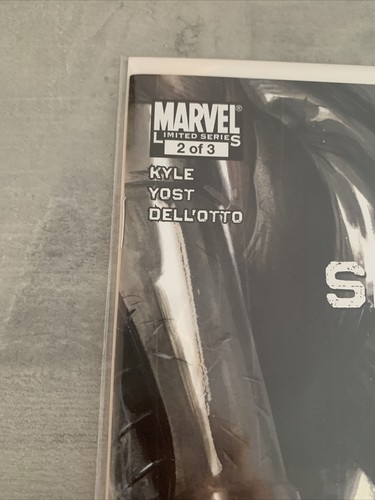 MARVEL®
LIMITED SERIES
2 of 3
KYLE
YOST
DELL'OTTO
S